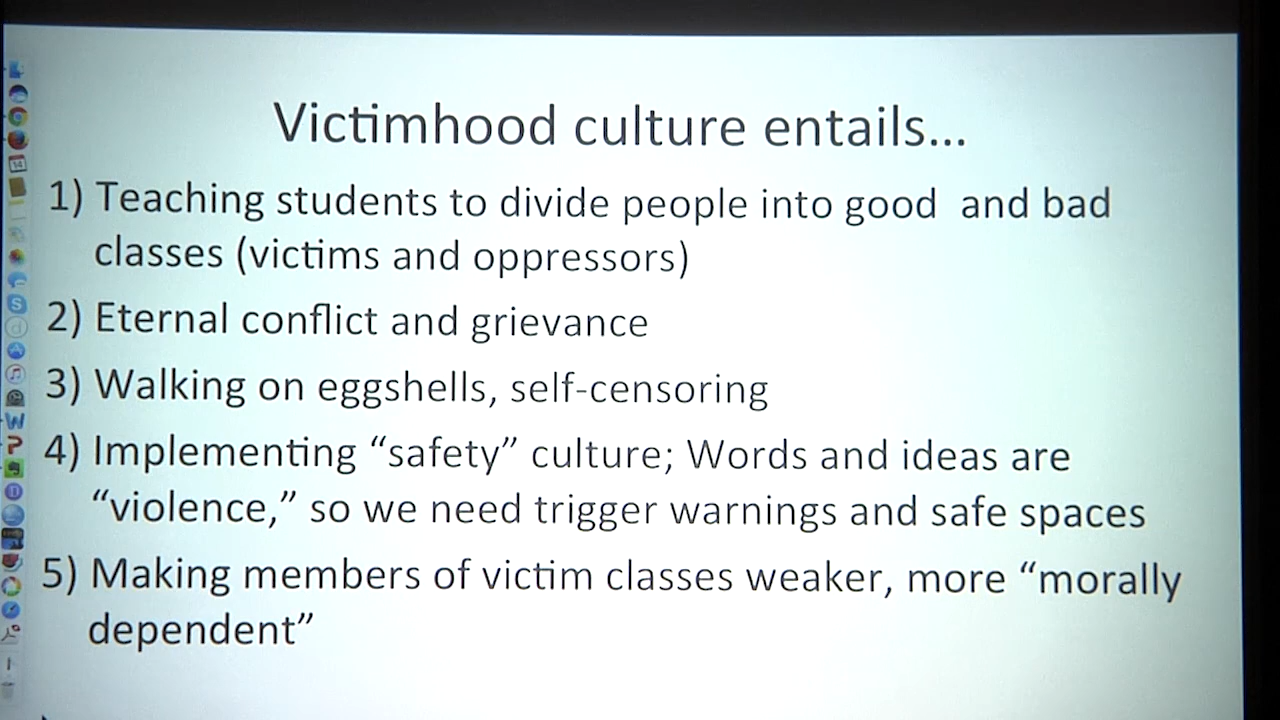 Victimhood culture entails…
1) Teaching students to divide people into good  and bad
classes (victims and oppressors)
2) Eternal conflict and grievance
3) Walking on eggshells, self-censoring
4) Implementing “safety” culture; Words and ideas are
“violence,” so we need trigger warnings and safe spaces
5) Making members of victim classes weaker, more “morally
dependent”